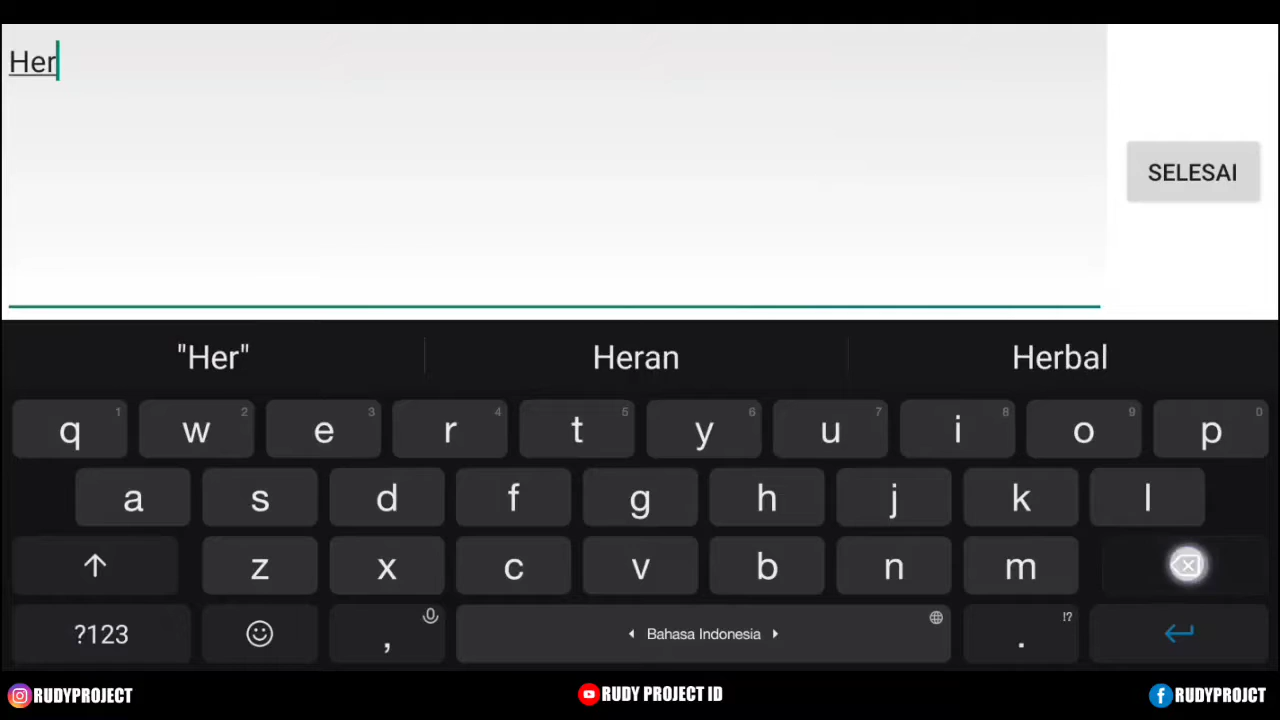 Her
SELESAI
"Her" Heran Herbal
q 1 w 2 e 3 r 4 t 5 y 6 u 7 i 8 o 9 p 0
a s d f g h j k l
z x c v b n m
?123 , Bahasa Indonesia . !?
RUDYPROJECT RUDY PROJECT ID RUDYPROJCT